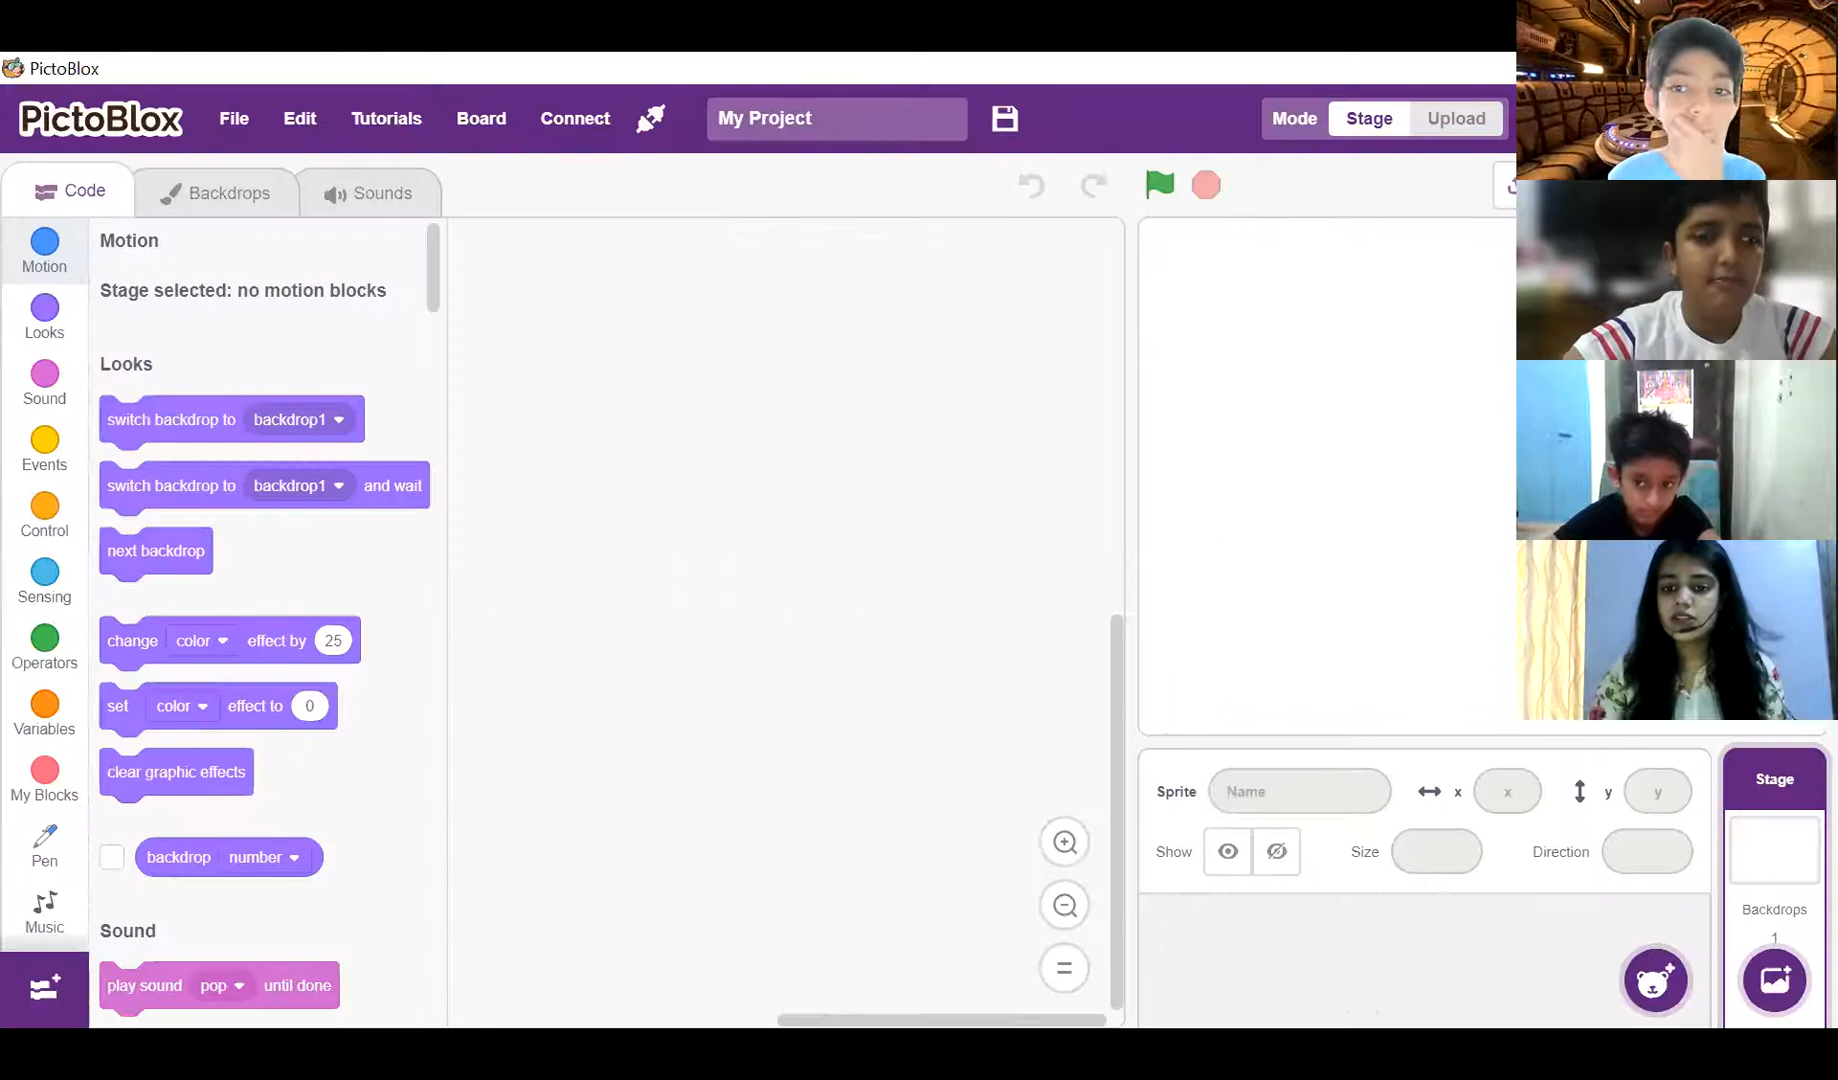 PictoBlox
PictoBlox File Edit Tutorials Board Connect My Project Mode Stage Upload
Code Backdrops Sounds
Motion
Looks
Sound
Events
Control
Sensing
Operators
Variables
My Blocks
Pen
Music
Motion
Stage selected: no motion blocks
Looks
switch backdrop to backdrop1
switch backdrop to backdrop1 and wait
next backdrop
change color effect by 25
set color effect to 0
clear graphic effects
backdrop number
Sound
play sound pop until done
Sprite Name x x y y
Show Size Direction
Stage
Backdrops
1